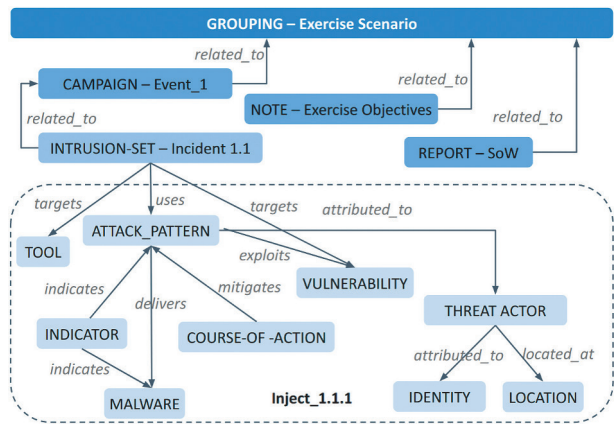 GROUPING – Exercise Scenario
related_to
CAMPAIGN – Event_1
related_to
NOTE – Exercise Objectives
related_to
related_to
INTRUSION-SET – Incident 1.1
REPORT – SoW
targets
uses
targets
attributed_to
ATTACK_PATTERN
TOOL
exploits
indicates
delivers
mitigates
VULNERABILITY
INDICATOR
COURSE-OF -ACTION
THREAT ACTOR
indicates
attributed_to
located_at
MALWARE
Inject_1.1.1
IDENTITY
LOCATION